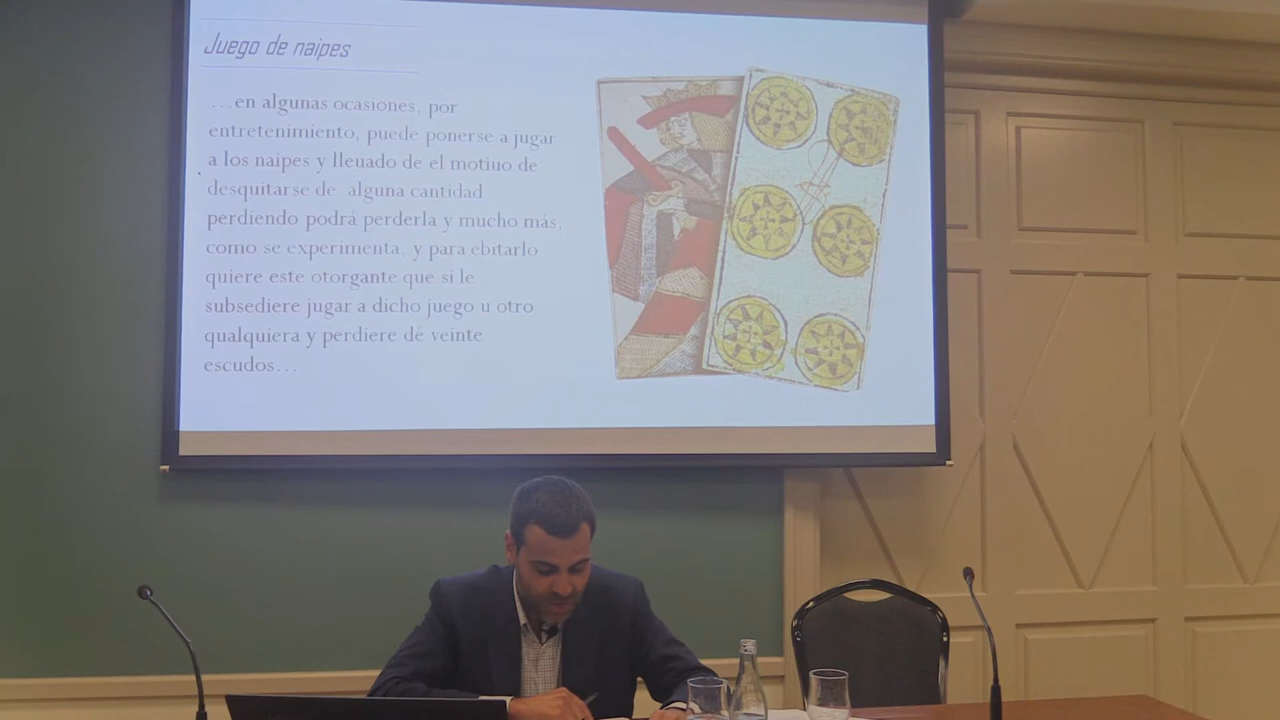 Juego de naipes
…en algunas ocasiones, por
entretenimiento, puede ponerse a jugar
a los naipes y lleuado de el motiuo de
desquitarse de alguna cantidad
perdiendo podrá perderla y mucho más,
como se experimenta, y para ebitarlo
quiere este otorgante que si le
subsediere jugar a dicho juego u otro
qualquiera y perdiere dé veinte
escudos…